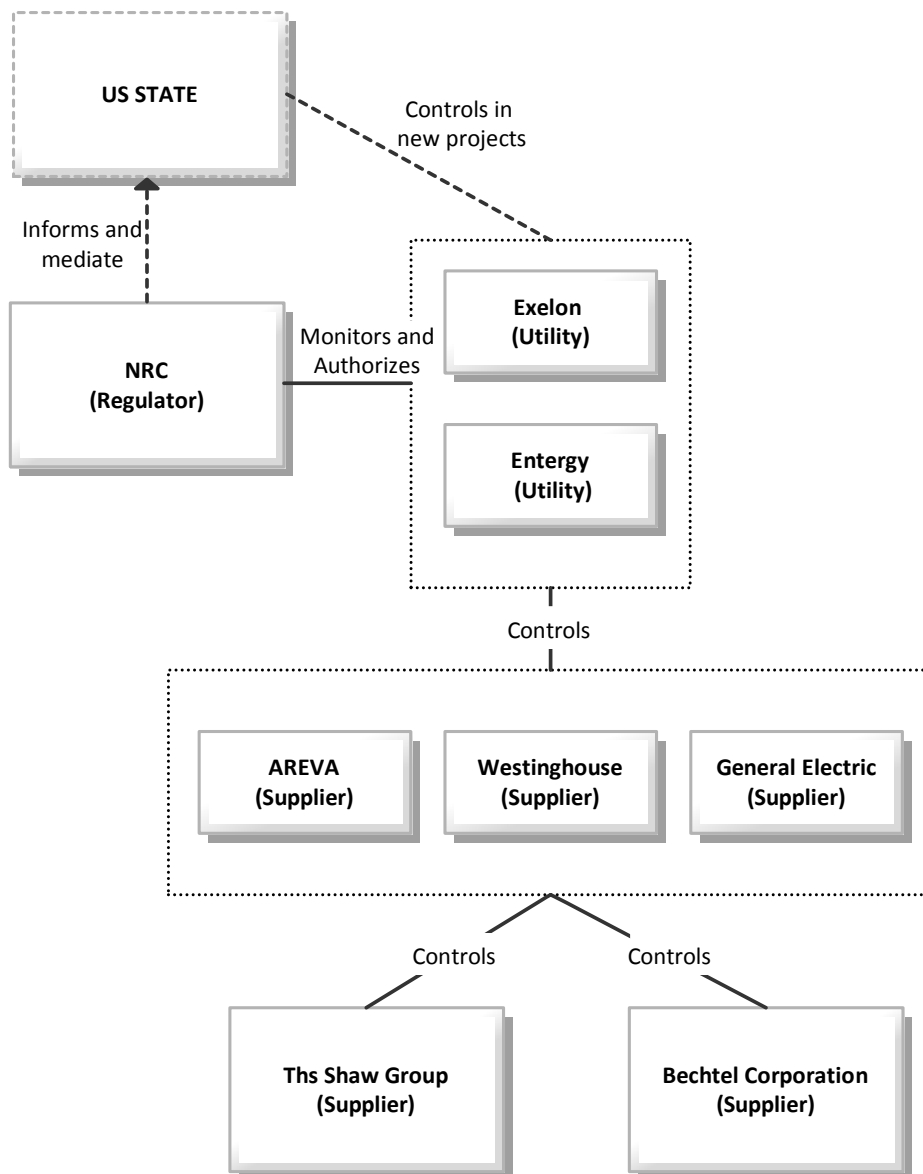 US STATE
Controls in
new projects
Informs and
mediate
Exelon
(Utility)
Monitors and
Authorizes
NRC
(Regulator)
Entergy
(Utility)
Controls
AREVA
(Supplier)
Westinghouse
(Supplier)
General Electric
(Supplier)
Controls
Controls
Ths Shaw Group
(Supplier)
Bechtel Corporation
(Supplier)